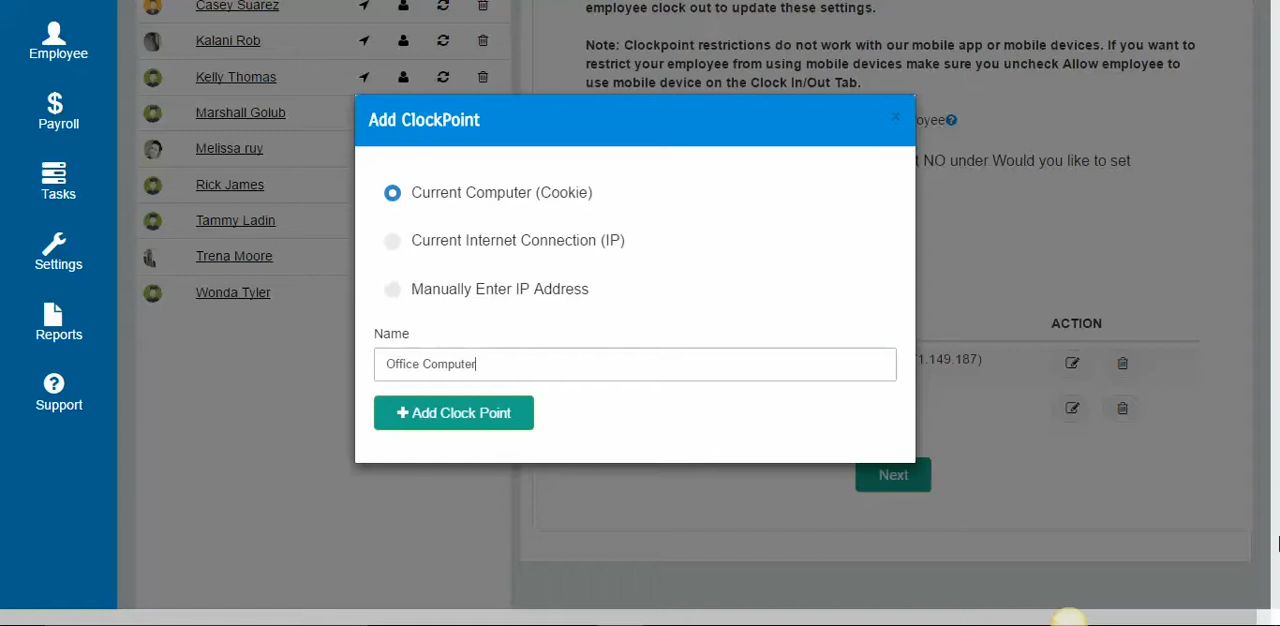 Employee
Payroll
Tasks
Settings
Reports
Support
Casey Suarez
Kalani Rob
Kelly Thomas
Marshall Golub
Melissa ruy
Rick James
Tammy Ladin
Trena Moore
Wonda Tyler
employee clock out to update these settings.
Note: Clockpoint restrictions do not work with our mobile app or mobile devices. If you want to
restrict your employee from using mobile devices make sure you uncheck Allow employee to
use mobile device on the Clock In/Out Tab.
NO under Would you like to set
Add ClockPoint
×
Current Computer (Cookie)
Current Internet Connection (IP)
Manually Enter IP Address
Name
Office Computer
Add Clock Point
ACTION
.149.187)
Next